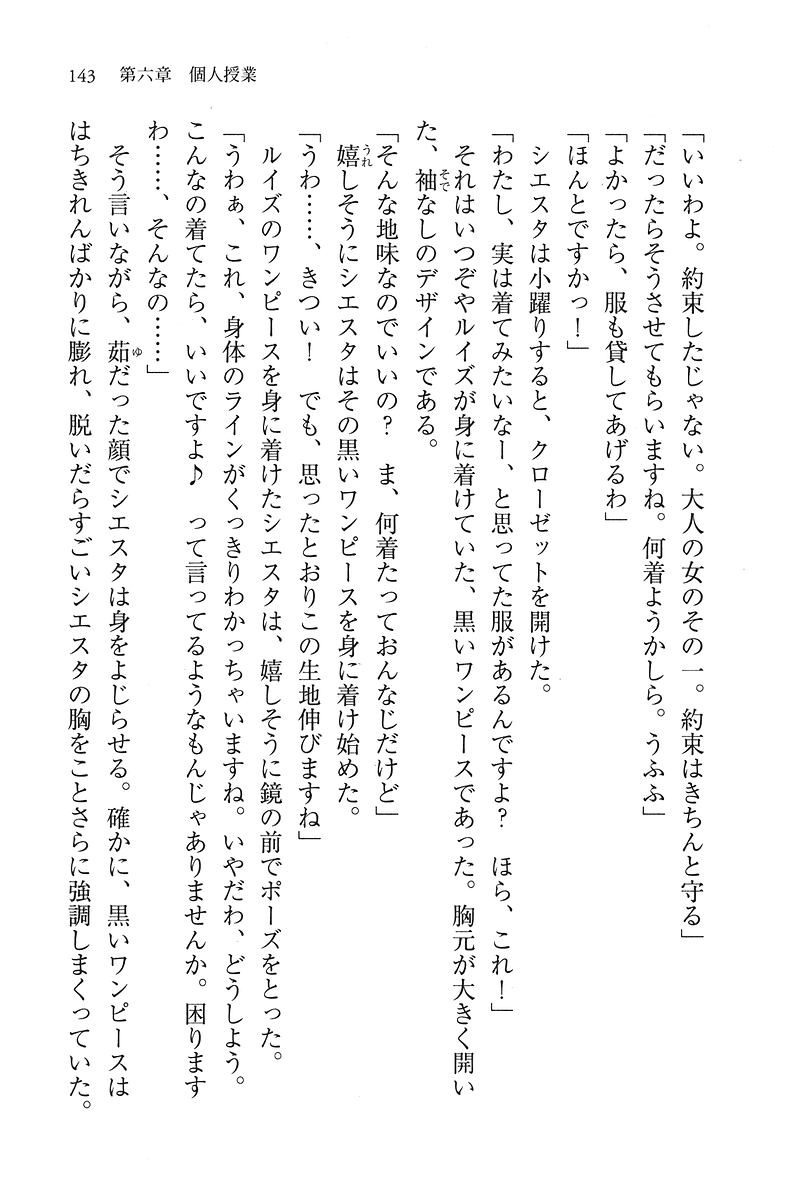 143　第六章　個人授業
「いいわよ。約束したじゃない。大人の女のその一。約束はきちんと守る」
「だったらそうさせてもらいますね。何着ようかしら。うふふ」
「よかったら、服も貸してあげるわ」
「ほんとですかっ！」
　シエスタは小躍りすると、クローゼットを開けた。
「わたし、実は着てみたいなー、と思ってた服があるんですよ？　ほら、これ！」
　それはいつぞやルイズが身に着けていた、黒いワンピースであった。胸元が大きく開い
た、袖なしのデザインである。
「そんな地味なのでいいの？　ま、何着たっておんなじだけど」
　嬉しそうにシエスタはその黒いワンピースを身に着け始めた。
「うわ……、きつい！　でも、思ったとおりこの生地伸びますね」
　ルイズのワンピースを身に着けたシエスタは、嬉しそうに鏡の前でポーズをとった。
「うわぁ、これ、身体のラインがくっきりわかっちゃいますね。いやだわ、どうしよう。
こんなの着てたら、いいですよ♪　って言ってるようなもんじゃありませんか。困ります
わ……、そんなの……」
　そう言いながら、茹だった顔でシエスタは身をよじらせる。確かに、黒いワンピースは
はちきれんばかりに膨れ、脱いだらすごいシエスタの胸をことさらに強調しまくっていた。